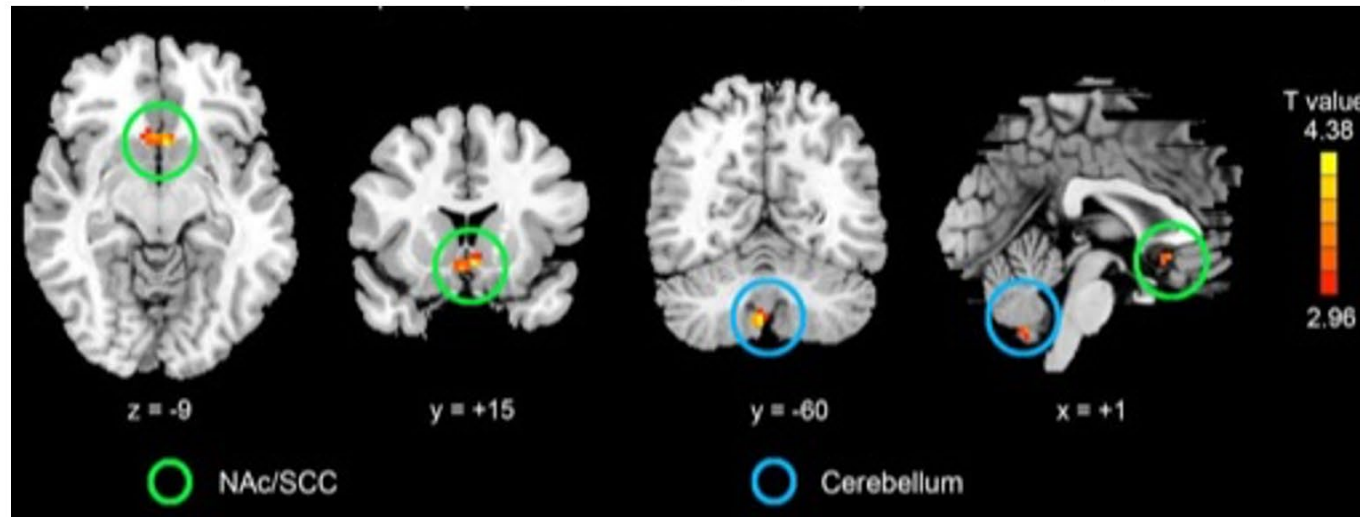 T value
4.38
2.96
z = -9
y = +15
y = -60
x = +1
NAc/SCC
Cerebellum